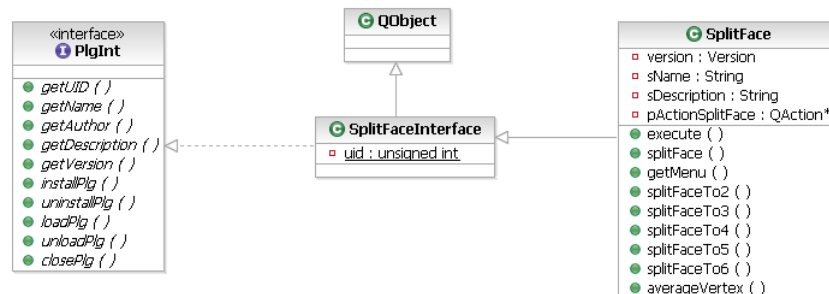 «interface»
PlgInt
getUID ( )
getName ( )
getAuthor ( )
getDescription ( )
getVersion ( )
installPlg ( )
uninstallPlg ( )
loadPlg ( )
unloadPlg ( )
closePlg ( )
QObject
SplitFaceInterface
uid : unsigned int
SplitFace
version : Version
sName : String
sDescription : String
pActionSplitFace : QAction*
execute ( )
splitFace ( )
getMenu ( )
splitFaceTo2 ( )
splitFaceTo3 ( )
splitFaceTo4 ( )
splitFaceTo5 ( )
splitFaceTo6 ( )
averageVertex ( )